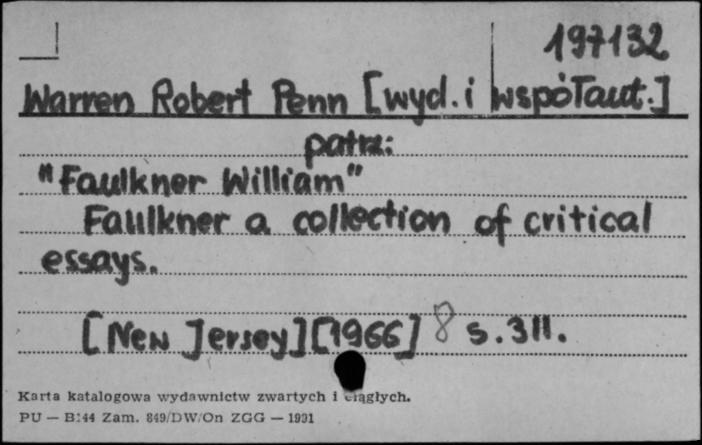 197132
Warren Robert Penn [wyd. i współaut.]
patrz:
"Faulkner William"
Faulkner a collection of critical
essays.
[New Jersey] [1966] 8 s. 311.
Karta katalogowa wydawnictw zwartych i ciągłych.
PU — B:44 Zam. 849/DW/On ZGG — 1991